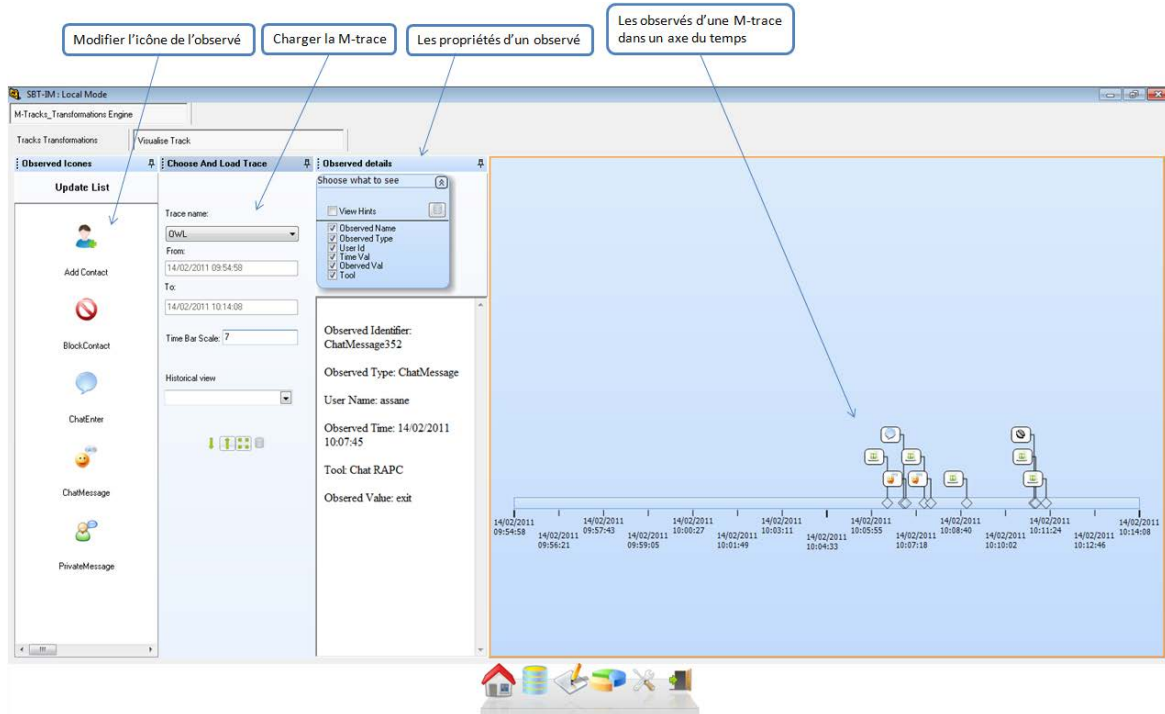 Modifier l'icône de l'observé
Charger la M-trace
Les propriétés d'un observé
Les observés d'une M-trace
dans un axe du temps
SBT-IM : Local Mode
M-Tracks_Transformations Engine
Tracks Transformations
Visualise Track
Observed Icones
Choose And Load Trace
Observed details
Update List
Add Contact
BlockContact
ChatEnter
ChatMessage
PrivateMessage
Trace name:
OWL
From:
14/02/2011 09:54:58
To:
14/02/2011 10:14:08
Time Bar Scale: 7
Historical view
Choose what to see
View Hints
Observed Name
Observed Type
User Id
Time Val
Oberved Val
Tool
Observed Identifier:
ChatMessage352
Observed Type: ChatMessage
User Name: assane
Observed Time: 14/02/2011
10:07:45
Tool: Chat RAPC
Obsered Value: exit
14/02/2011
09:54:58
14/02/2011
09:56:21
14/02/2011
09:57:43
14/02/2011
09:59:05
14/02/2011
10:00:27
14/02/2011
10:01:49
14/02/2011
10:03:11
14/02/2011
10:04:33
14/02/2011
10:05:55
14/02/2011
10:07:18
14/02/2011
10:08:40
14/02/2011
10:10:02
14/02/2011
10:11:24
14/02/2011
10:12:46
14/02/2011
10:14:08